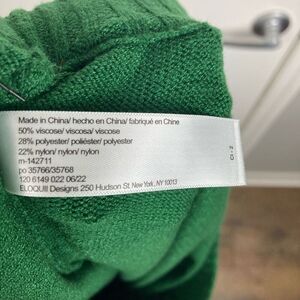 Made in China/ hecho en China/ fabriqué en Chine
50% viscose/ viscosa/ viscose
28% polyester/ poliéster/ polyester
22% nylon/ nylon/ nylon
m-142711
po 35766/35768
120 6149 022 06/22
ELOQUII Designs 250 Hudson St, New York, NY 10013